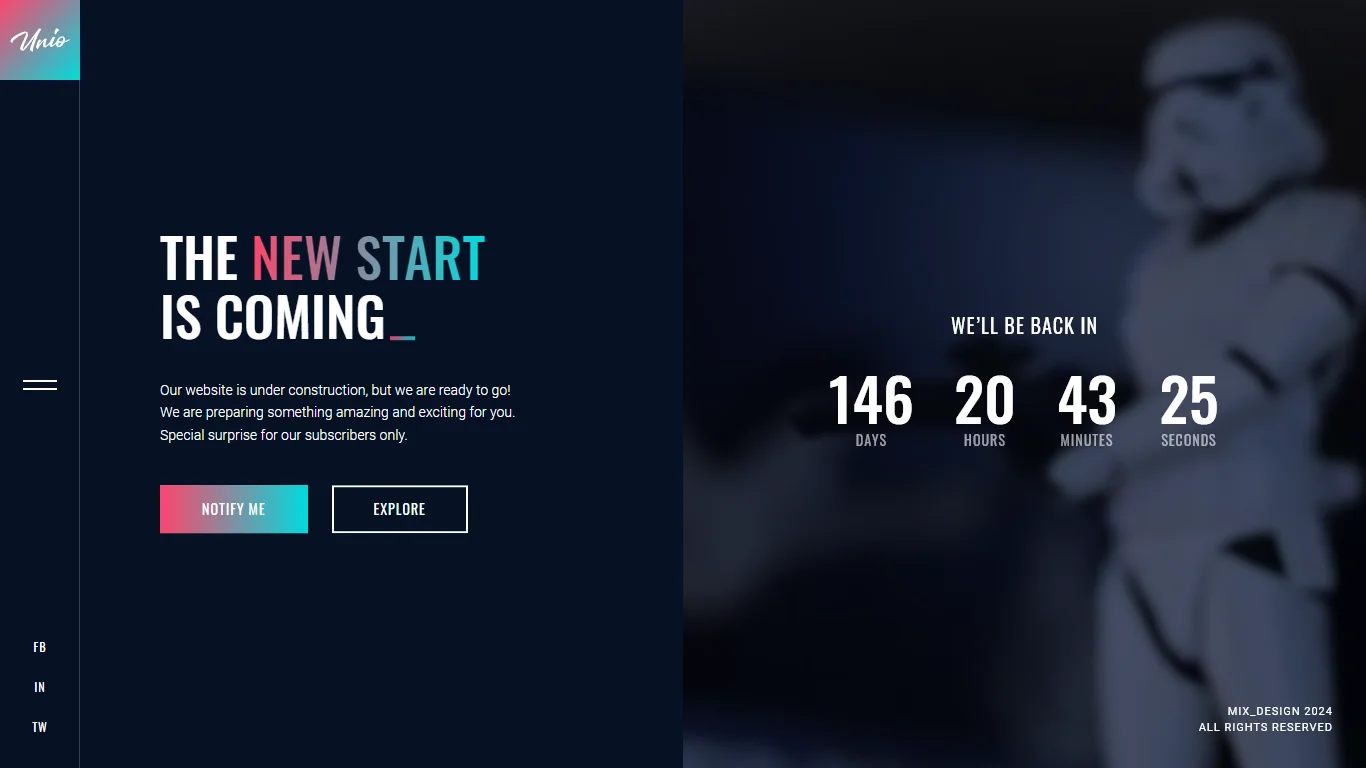 Unio
THE NEW START
IS COMING_
Our website is under construction, but we are ready to go!
We are preparing something amazing and exciting for you.
Special surprise for our subscribers only.
NOTIFY ME
EXPLORE
FB
IN
TW
WE’LL BE BACK IN
146 20 43 25
DAYS HOURS MINUTES SECONDS
MIX_DESIGN 2024
ALL RIGHTS RESERVED